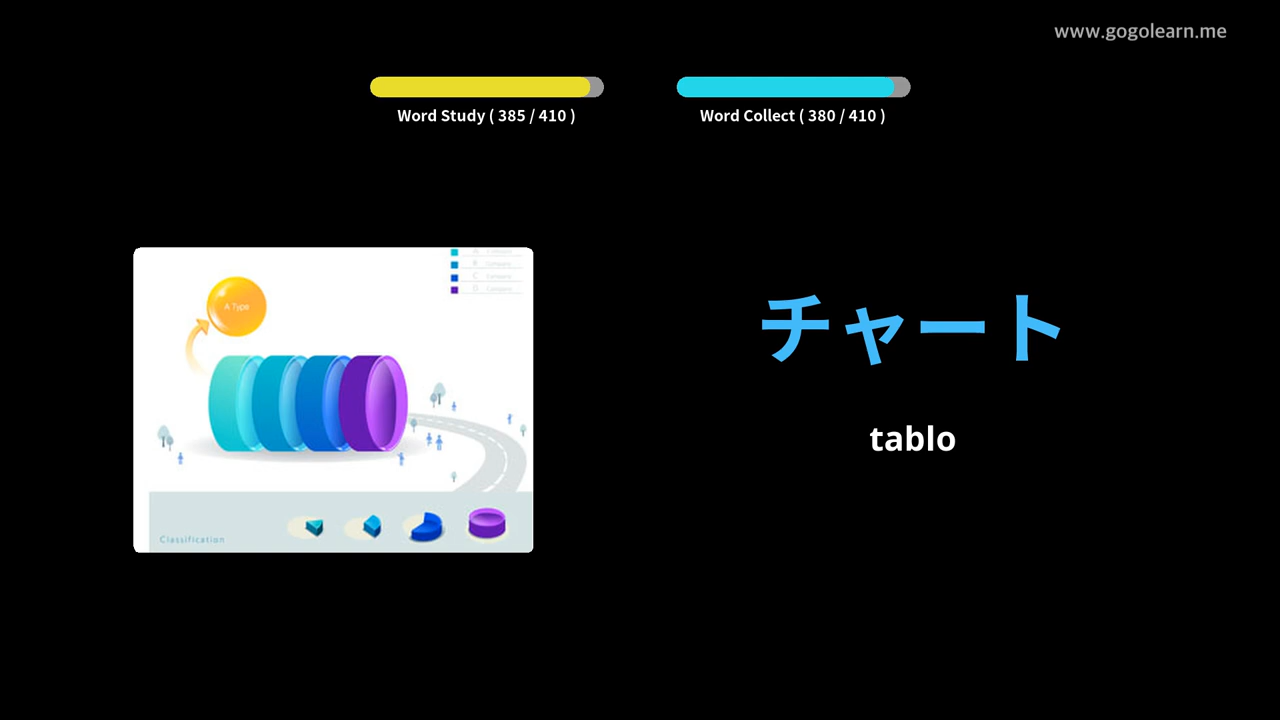 www.gogolearn.me
Word Study ( 385 / 410 )
Word Collect ( 380 / 410 )
A Type
C
D
Classification
チャート
tablo